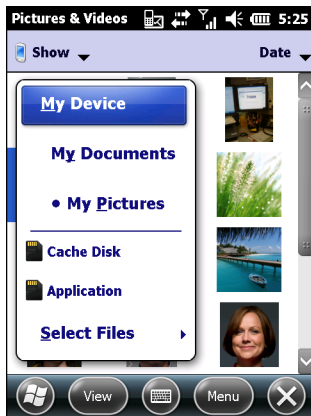 Pictures & Videos 5:25
Show Date
My Device
My Documents
• My Pictures
Cache Disk
Application
Select Files
View Menu